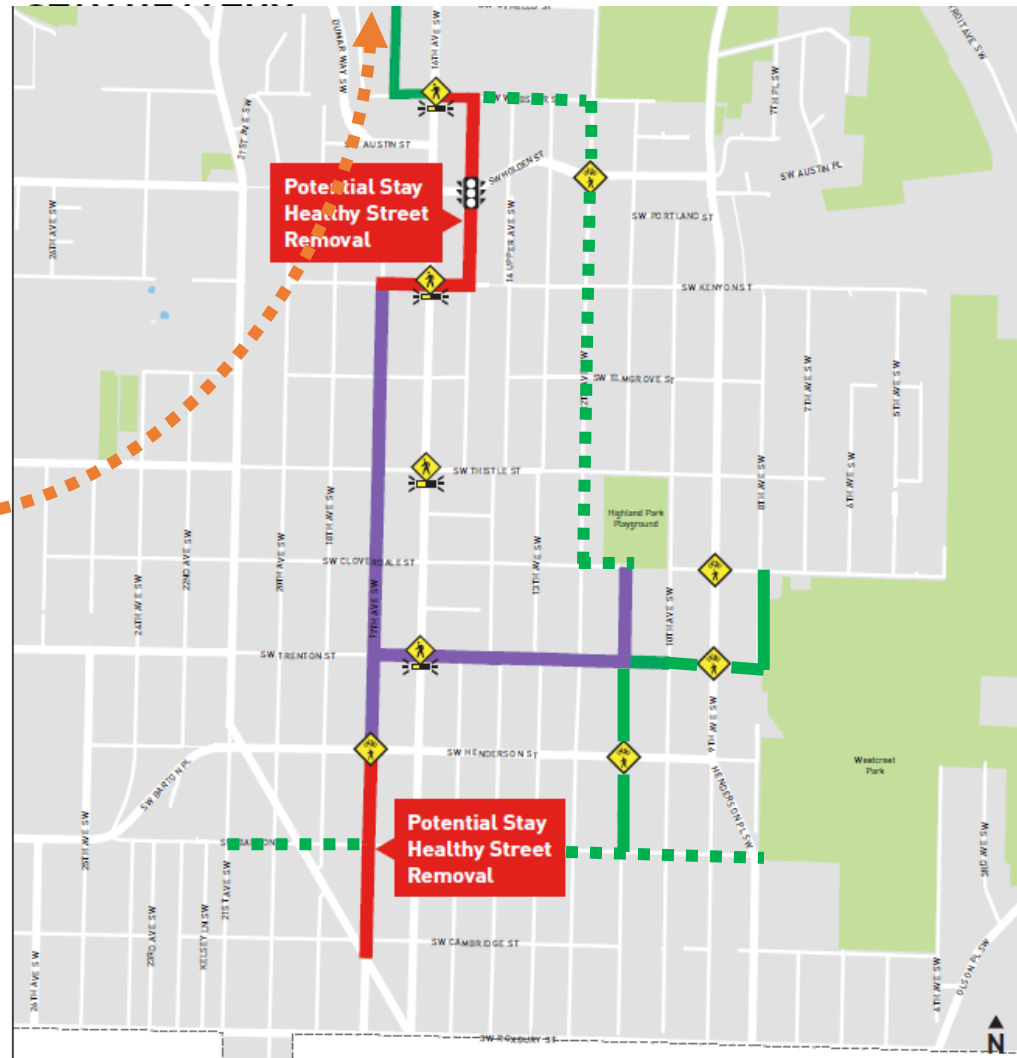 DUMAR WAY SW
16TH AVE SW
7TH PL SW
21ST AVE SW
SW AUSTIN ST
SW HOLDEN ST
SW AUSTIN PL
Potential Stay
Healthy Street
Removal
26TH AVE SW
14 UPPER AVE SW
SW PORTLAND ST
SW KENYON ST
SW ELMGROVE ST
7TH AVE SW
5TH AVE SW
SW THISTLE ST
8TH AVE SW
6TH AVE SW
18TH AVE SW
Highland Park
Playground
22ND AVE SW
20TH AVE SW
SW CLOVERDALE ST
13TH AVE SW
24TH AVE SW
17TH AVE SW
10TH AVE SW
SW TRENTON ST
9TH AVE SW
SW HENDERSON ST
SW BARTON PL
HENDERSON PL SW
Westcrest
Park
25TH AVE SW
Potential Stay
Healthy Street
Removal
3RD AVE SW
21ST AVE SW
23RD AVE SW
KELSEY LN SW
SW CAMBRIDGE ST
26TH AVE SW
4TH AVE SW
OLSON PL SW
SW ROXBURY ST
N